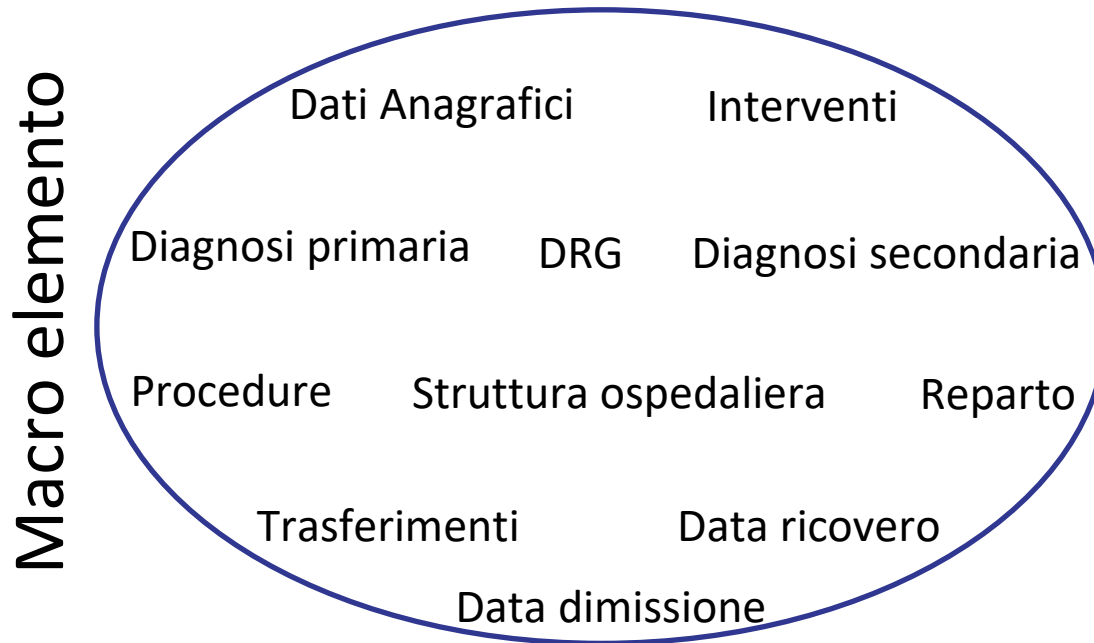 Macro elemento
Dati Anagrafici Interventi
Diagnosi primaria DRG Diagnosi secondaria
Procedure Struttura ospedaliera Reparto
Trasferimenti Data ricovero
Data dimissione